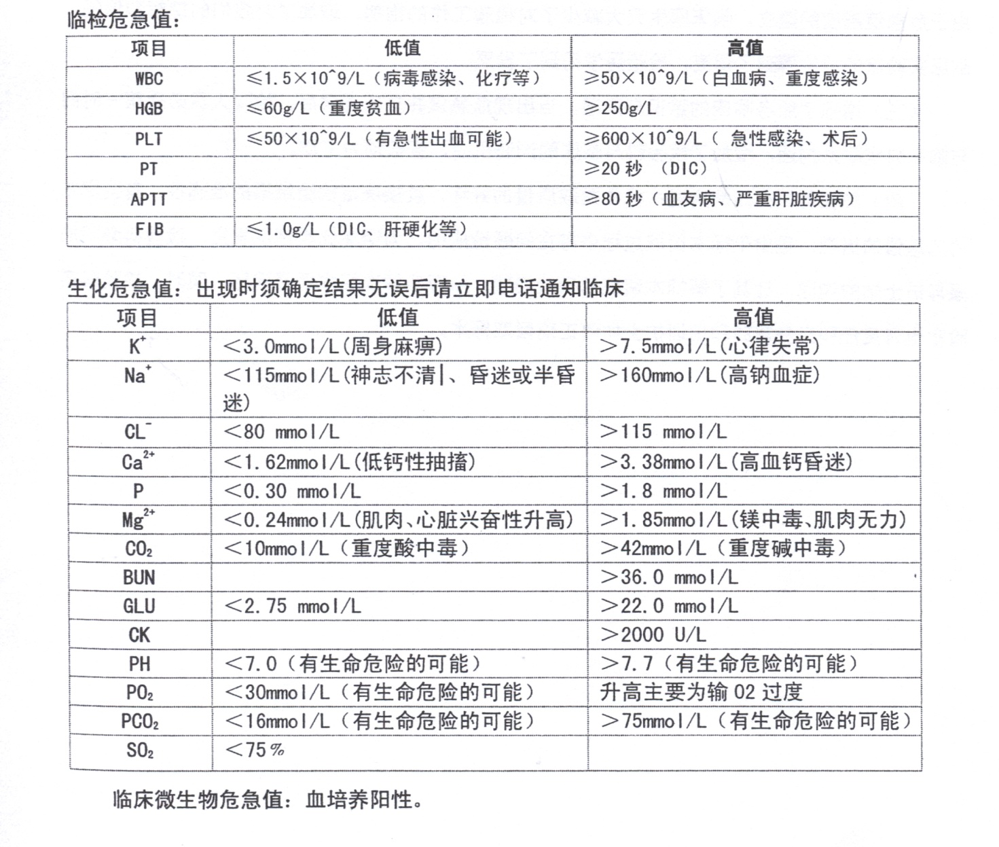 临检危急值：
项目 低值 高值
WBC ≤1.5×10^9/L（病毒感染、化疗等） ≥50×10^9/L（白血病、重度感染）
HGB ≤60g/L（重度贫血） ≥250g/L
PLT ≤50×10^9/L（有急性出血可能） ≥600×10^9/L（ 急性感染、术后）
PT ≥20 秒 （DIC）
APTT ≥80 秒（血友病、严重肝脏疾病）
FIB ≤1.0g/L（DIC、肝硬化等）
生化危急值：出现时须确定结果无误后请立即电话通知临床
项目 低值 高值
K⁺ ＜3.0mmol/L(周身麻痹) ＞7.5mmol/L(心律失常)
Na⁺ ＜115mmol/L(神志不清|、昏迷或半昏 ＞160mmol/L(高钠血症)
迷)
CL⁻ ＜80 mmol/L ＞115 mmol/L
Ca²⁺ ＜1.62mmol/L(低钙性抽搐) ＞3.38mmol/L(高血钙昏迷)
P ＜0.30 mmol/L ＞1.8 mmol/L
Mg²⁺ ＜0.24mmol/L(肌肉、心脏兴奋性升高) ＞1.85mmol/L(镁中毒、肌肉无力)
CO₂ ＜10mmol/L（重度酸中毒） ＞42mmol/L（重度碱中毒）
BUN ＞36.0 mmol/L
GLU ＜2.75 mmol/L ＞22.0 mmol/L
CK ＞2000 U/L
PH ＜7.0（有生命危险的可能） ＞7.7（有生命危险的可能）
PO₂ ＜30mmol/L（有生命危险的可能） 升高主要为输 O2 过度
PCO₂ ＜16mmol/L（有生命危险的可能） ＞75mmol/L（有生命危险的可能）
SO₂ ＜75%
临床微生物危急值：血培养阳性。